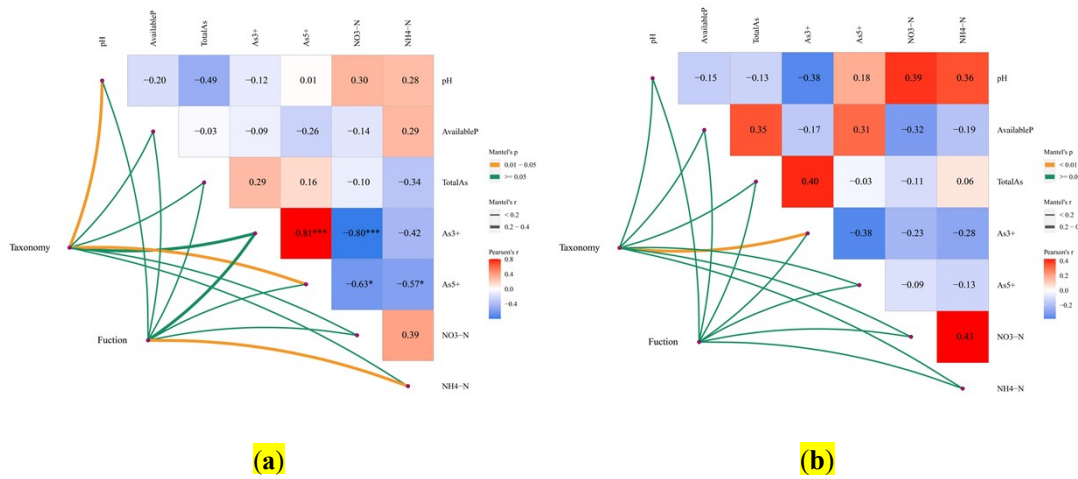 pH
AvailableP
TotalAs
As3+
As5+
NO3−N
NH4−N
−0.20 −0.49 −0.12 0.01 0.30 0.28 pH
−0.03 −0.09 −0.26 −0.14 0.29 AvailableP
0.29 0.16 −0.10 −0.34 TotalAs
0.81*** −0.80*** −0.42 As3+
−0.63* −0.57* As5+
0.39 NO3−N
NH4−N
Taxonomy
Fuction
Mantel's p
0.01 − 0.05
>= 0.05
Mantel's r
< 0.2
0.2 − 0.4
Pearson's r
0.8
0.4
0.0
−0.4
(a)
pH
AvailableP
TotalAs
As3+
As5+
NO3−N
NH4−N
−0.15 −0.13 −0.38 0.18 0.39 0.36 pH
0.35 −0.17 0.31 −0.32 −0.19 AvailableP
0.40 −0.03 −0.11 0.06 TotalAs
−0.38 −0.23 −0.28 As3+
−0.09 −0.13 As5+
0.43 NO3−N
NH4−N
Taxonomy
Fuction
Mantel's p
< 0.01
>= 0.0
Mantel's r
< 0.2
Pearson's r
0.4
0.2
0.0
−0.2
(b)